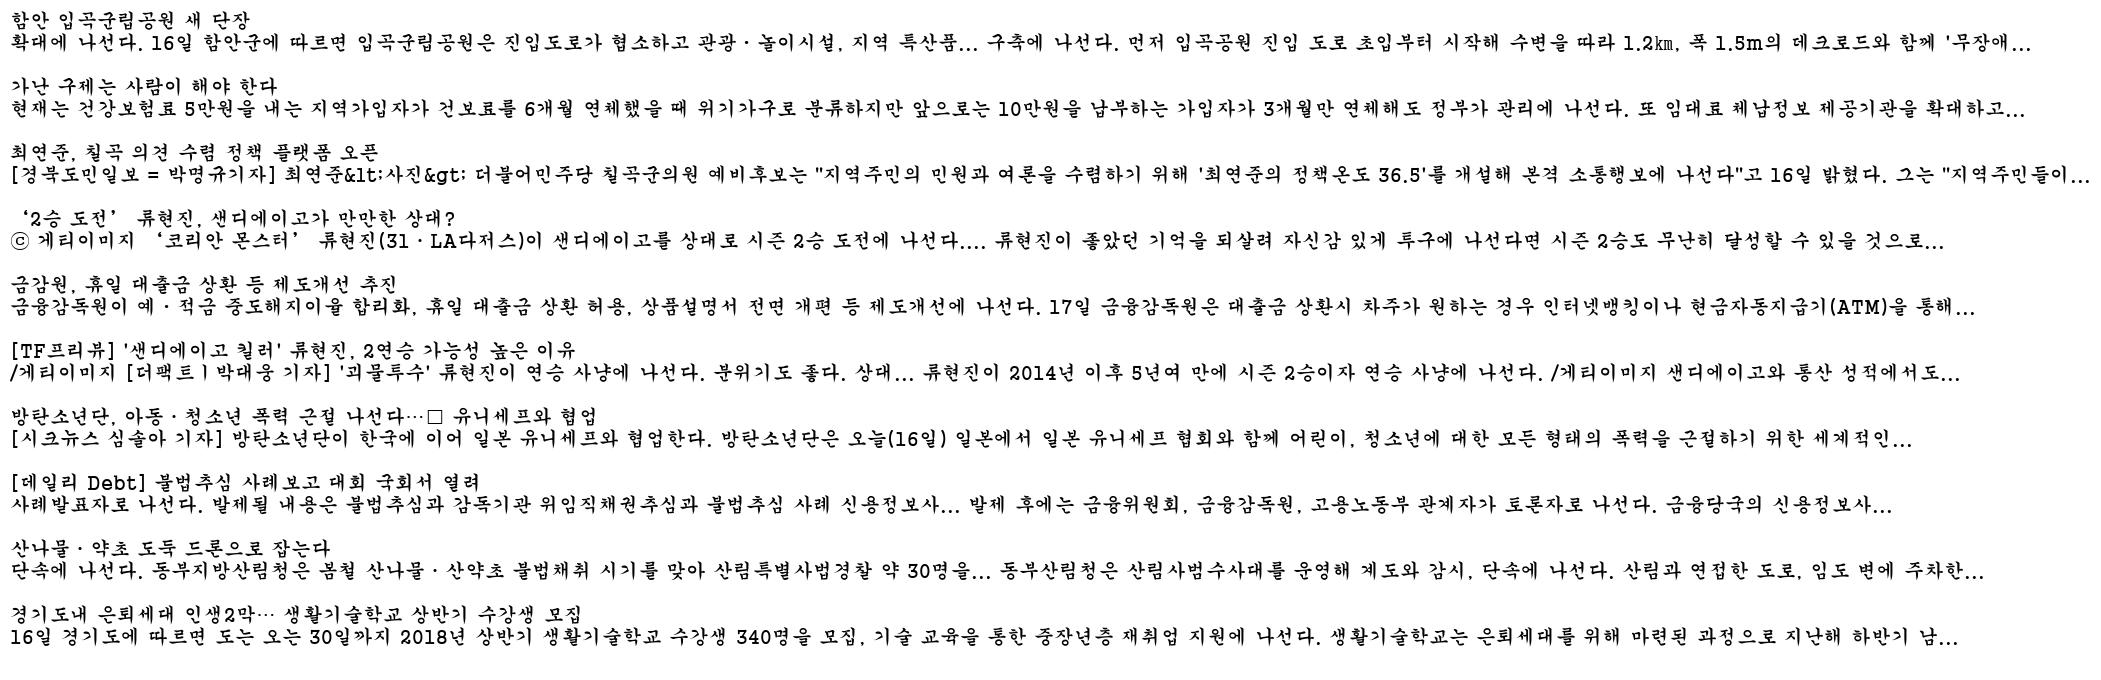 함안 입곡군립공원 새 단장
확대에 나선다. 16일 함안군에 따르면 입곡군립공원은 진입도로가 협소하고 관광·놀이시설, 지역 특산품... 구축에 나선다. 먼저 입곡공원 진입 도로 초입부터 시작해 수변을 따라 1.2㎞, 폭 1.5m의 데크로드와 함께 '무장애...
가난 구제는 사람이 해야 한다
현재는 건강보험료 5만원을 내는 지역가입자가 건보료를 6개월 연체했을 때 위기가구로 분류하지만 앞으로는 10만원을 납부하는 가입자가 3개월만 연체해도 정부가 관리에 나선다. 또 임대료 체납정보 제공기관을 확대하고...
최연준, 칠곡 의견 수렴 정책 플랫폼 오픈
[경북도민일보 = 박명규기자] 최연준&lt;사진&gt; 더불어민주당 칠곡군의원 예비후보는 "지역주민의 민원과 여론을 수렴하기 위해 '최연준의 정책온도 36.5'를 개설해 본격 소통행보에 나선다"고 16일 밝혔다. 그는 "지역주민들이...
‘2승 도전’ 류현진, 샌디에이고가 만만한 상대?
ⓒ 게티이미지 ‘코리안 몬스터’ 류현진(31·LA다저스)이 샌디에이고를 상대로 시즌 2승 도전에 나선다.... 류현진이 좋았던 기억을 되살려 자신감 있게 투구에 나선다면 시즌 2승도 무난히 달성할 수 있을 것으로...
금감원, 휴일 대출금 상환 등 제도개선 추진
금융감독원이 예·적금 중도해지이율 합리화, 휴일 대출금 상환 허용, 상품설명서 전면 개편 등 제도개선에 나선다. 17일 금융감독원은 대출금 상환시 차주가 원하는 경우 인터넷뱅킹이나 현금자동지급기(ATM)을 통해...
[TF프리뷰] '샌디에이고 킬러' 류현진, 2연승 가능성 높은 이유
/게티이미지 [더팩트ㅣ박대웅 기자] '괴물투수' 류현진이 연승 사냥에 나선다. 분위기도 좋다. 상대... 류현진이 2014년 이후 5년여 만에 시즌 2승이자 연승 사냥에 나선다. /게티이미지 샌디에이고와 통산 성적에서도...
방탄소년단, 아동·청소년 폭력 근절 나선다…□ 유니세프와 협업
[시크뉴스 심솔아 기자] 방탄소년단이 한국에 이어 일본 유니세프와 협업한다. 방탄소년단은 오늘(16일) 일본에서 일본 유니세프 협회와 함께 어린이, 청소년에 대한 모든 형태의 폭력을 근절하기 위한 세계적인...
[데일리 Debt] 불법추심 사례보고 대회 국회서 열려
사례발표자로 나선다. 발제될 내용은 불법추심과 감독기관 위임직채권추심과 불법추심 사례 신용정보사... 발제 후에는 금융위원회, 금융감독원, 고용노동부 관계자가 토론자로 나선다. 금융당국의 신용정보사...
산나물·약초 도둑 드론으로 잡는다
단속에 나선다. 동부지방산림청은 봄철 산나물·산약초 불법채취 시기를 맞아 산림특별사법경찰 약 30명을... 동부산림청은 산림사범수사대를 운영해 계도와 감시, 단속에 나선다. 산림과 연접한 도로, 임도 변에 주차한...
경기도내 은퇴세대 인생2막… 생활기술학교 상반기 수강생 모집
16일 경기도에 따르면 도는 오는 30일까지 2018년 상반기 생활기술학교 수강생 340명을 모집, 기술 교육을 통한 중장년층 재취업 지원에 나선다. 생활기술학교는 은퇴세대를 위해 마련된 과정으로 지난해 하반기 남...